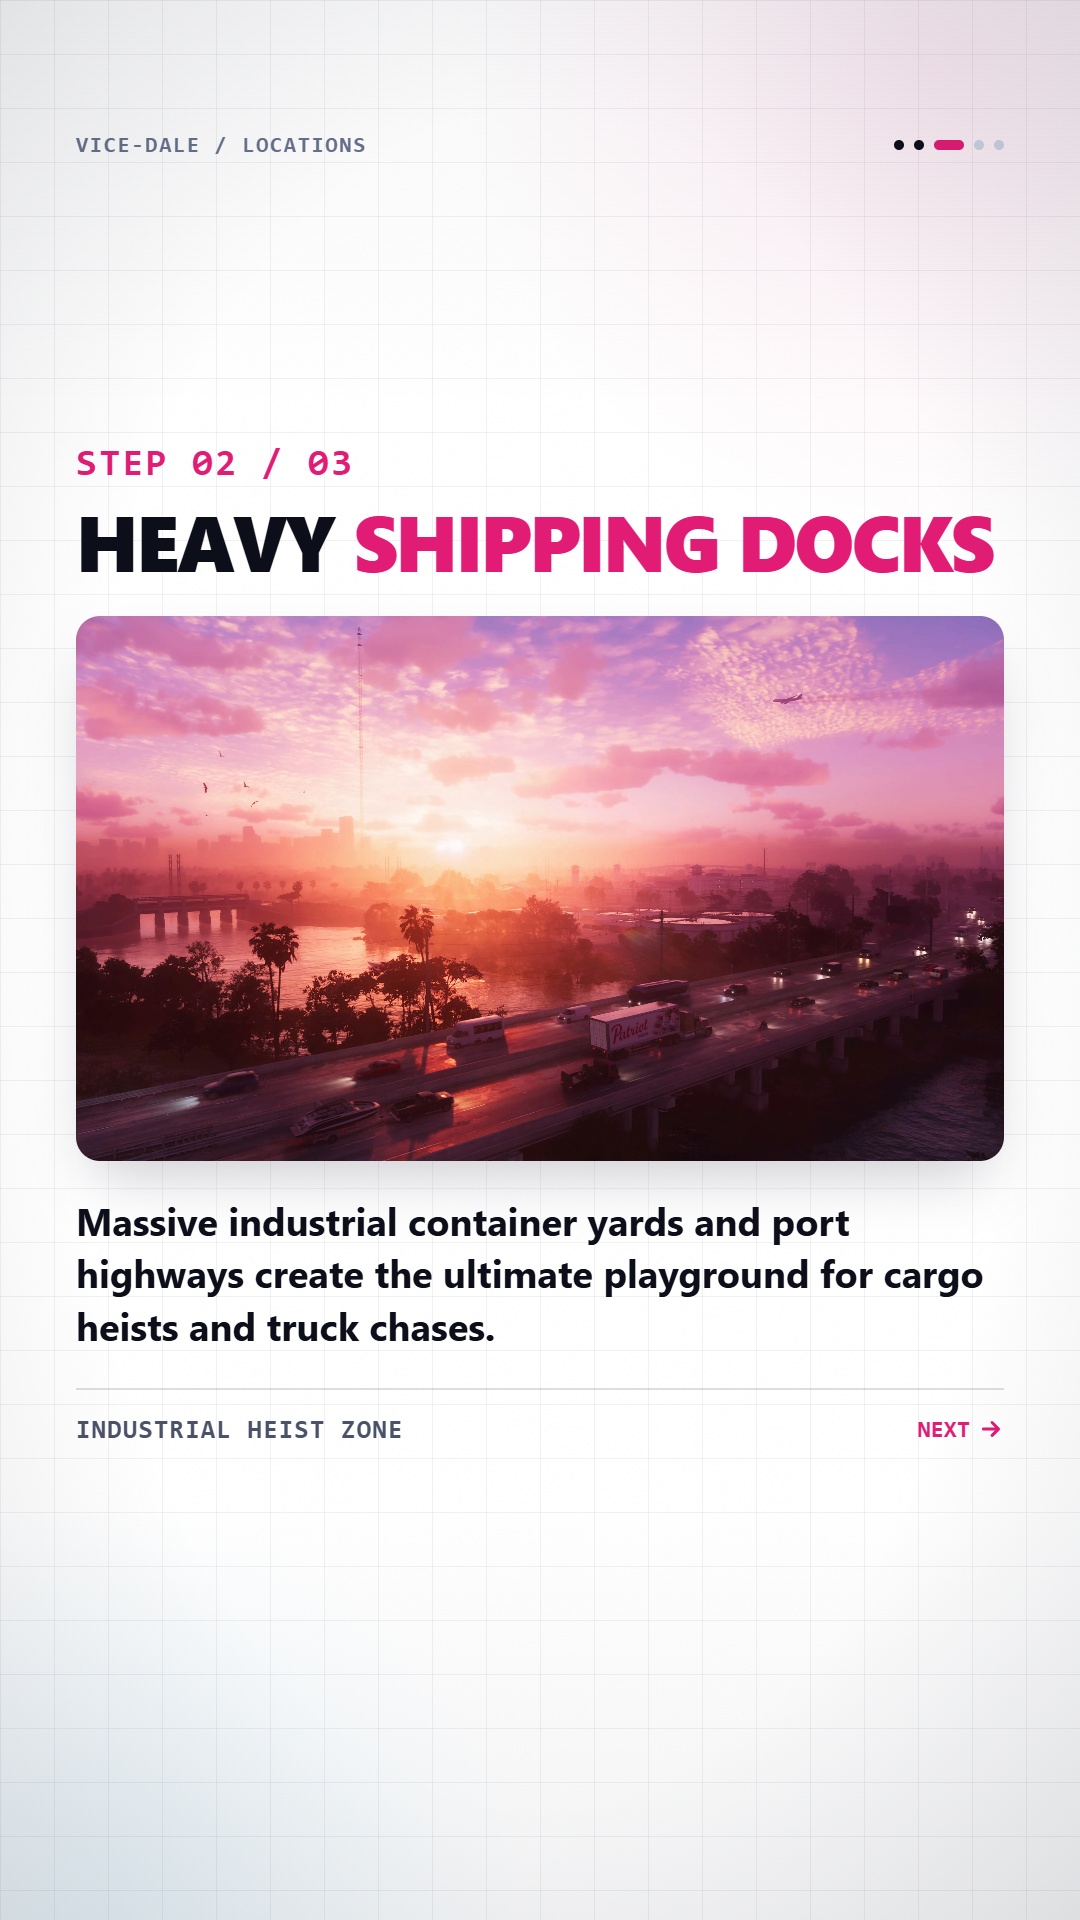 VICE-DALE / LOCATIONS
STEP 02 / 03
HEAVY SHIPPING DOCKS
Patriot
Massive industrial container yards and port
highways create the ultimate playground for cargo
heists and truck chases.
INDUSTRIAL HEIST ZONE
NEXT →